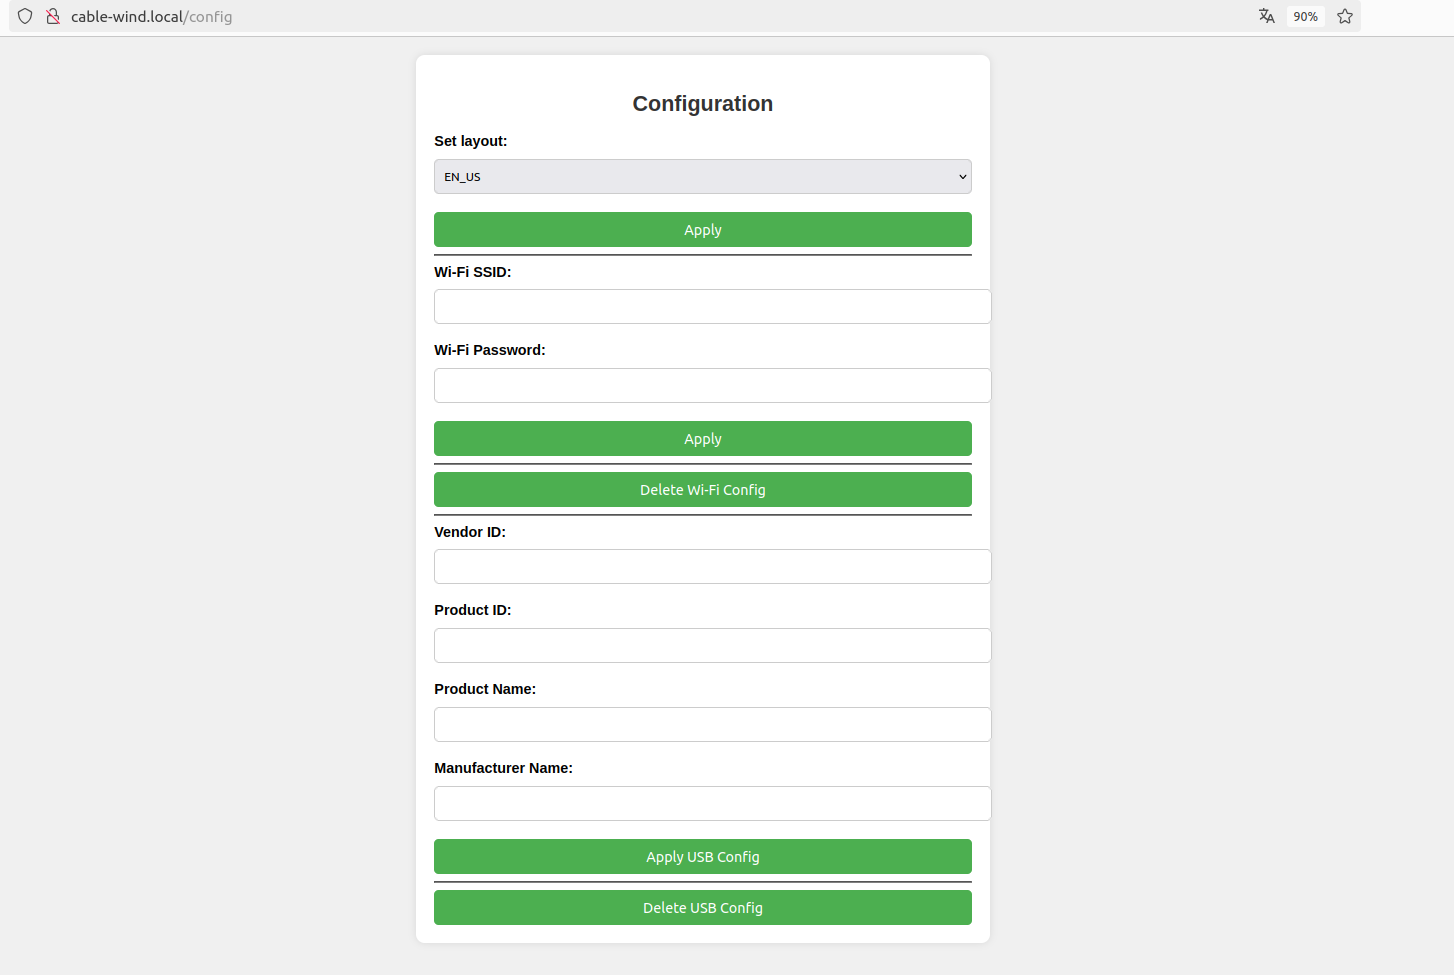 cable-wind.local/config
90%
Configuration
Set layout:
EN_US
Apply
Wi-Fi SSID:
Wi-Fi Password:
Apply
Delete Wi-Fi Config
Vendor ID:
Product ID:
Product Name:
Manufacturer Name:
Apply USB Config
Delete USB Config